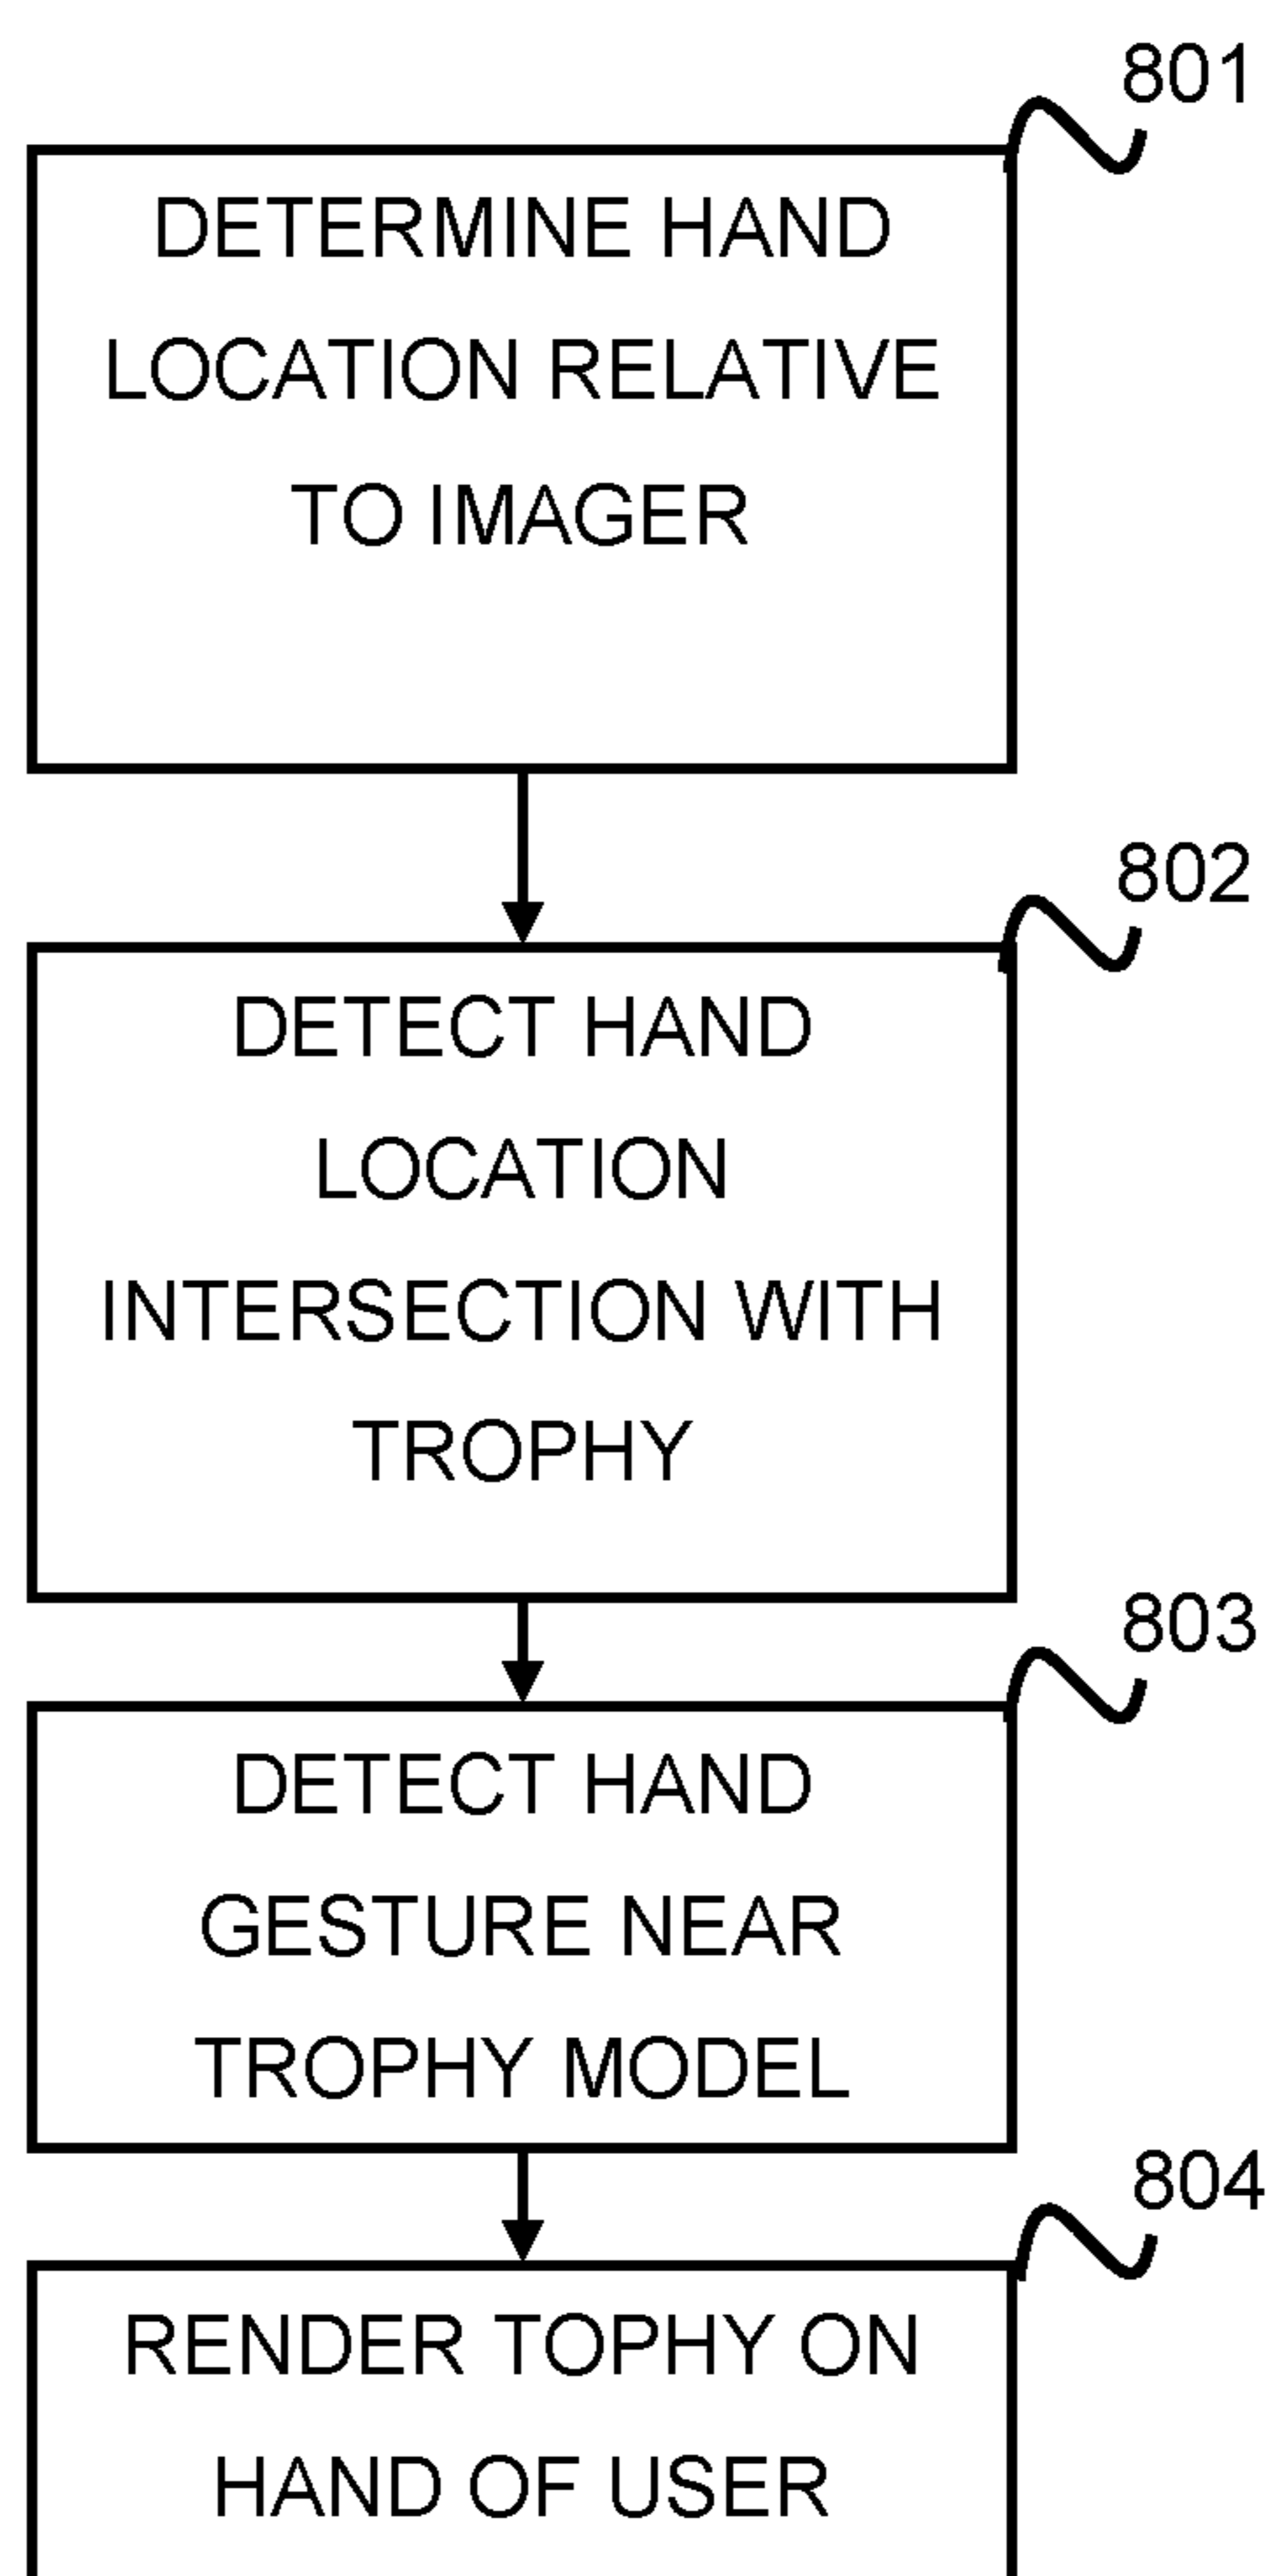 801
DETERMINE HAND
LOCATION RELATIVE
TO IMAGER
802
DETECT HAND
LOCATION
INTERSECTION WITH
TROPHY
803
DETECT HAND
GESTURE NEAR
TROPHY MODEL
804
RENDER TOPHY ON
HAND OF USER